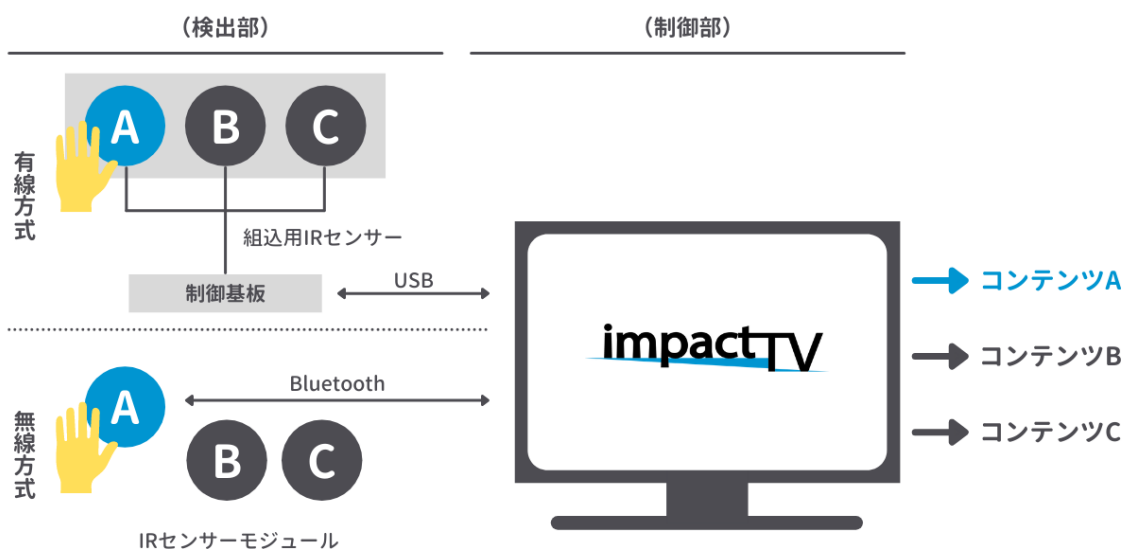 （検出部）
（制御部）
A B C
有線方式
組込用IRセンサー
制御基板
USB
impactTV
コンテンツA
コンテンツB
コンテンツC
無線方式
A
Bluetooth
B C
IRセンサーモジュール